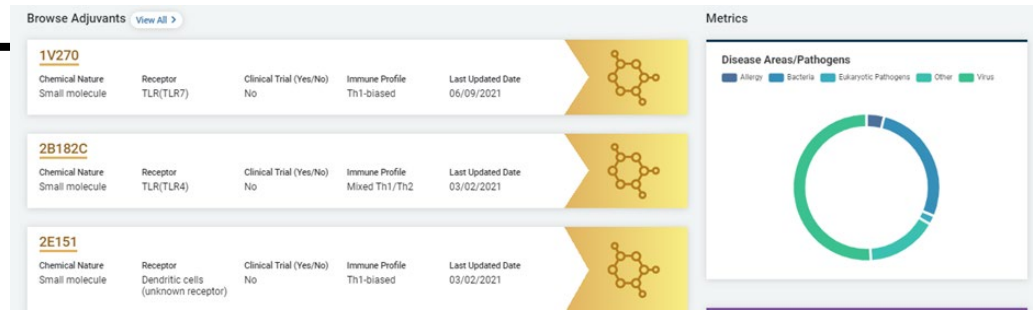 Browse Adjuvants View All >
1V270
Chemical Nature Receptor Clinical Trial (Yes/No) Immune Profile Last Updated Date
Small molecule TLR(TLR7) No Th1-biased 06/09/2021
2B182C
Chemical Nature Receptor Clinical Trial (Yes/No) Immune Profile Last Updated Date
Small molecule TLR(TLR4) No Mixed Th1/Th2 03/02/2021
2E151
Chemical Nature Receptor Clinical Trial (Yes/No) Immune Profile Last Updated Date
Small molecule Dendritic cells No Th1-biased 03/02/2021
(unknown receptor)
Metrics
Disease Areas/Pathogens
Allergy Bacteria Eukaryotic Pathogens Other Virus